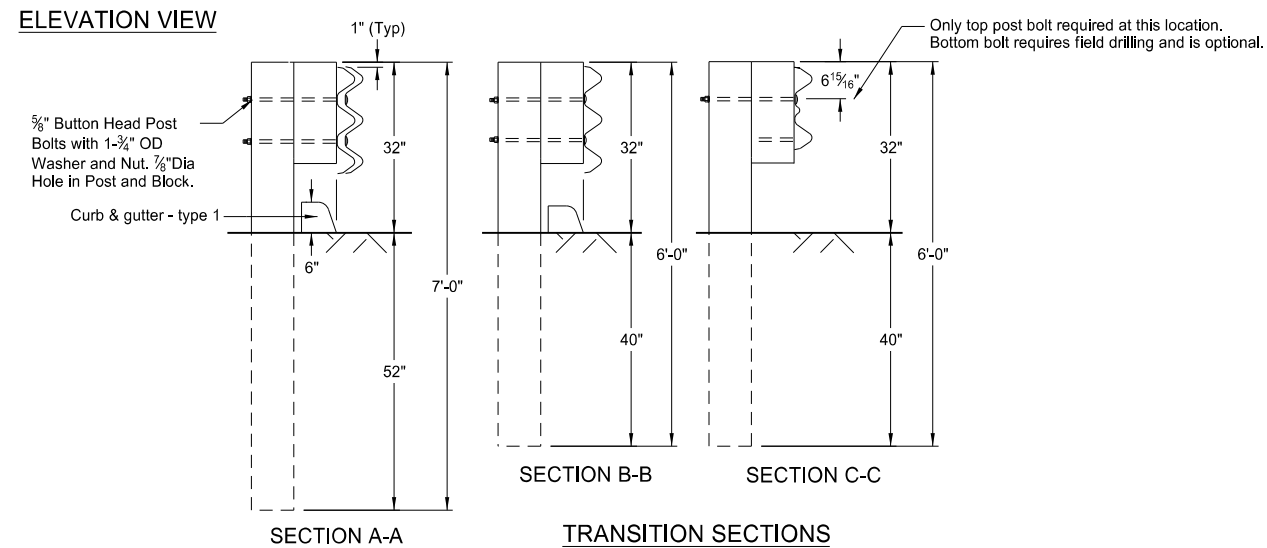 ELEVATION VIEW
1" (Typ)
Only top post bolt required at this location.
Bottom bolt requires field drilling and is optional.
6 15/16"
5/8" Button Head Post
Bolts with 1-3/4" OD
Washer and Nut. 7/8"Dia
Hole in Post and Block.
32"
32"
32"
Curb & gutter - type 1
6"
7'-0"
6'-0"
6'-0"
52"
40"
40"
SECTION B-B
SECTION C-C
SECTION A-A
TRANSITION SECTIONS